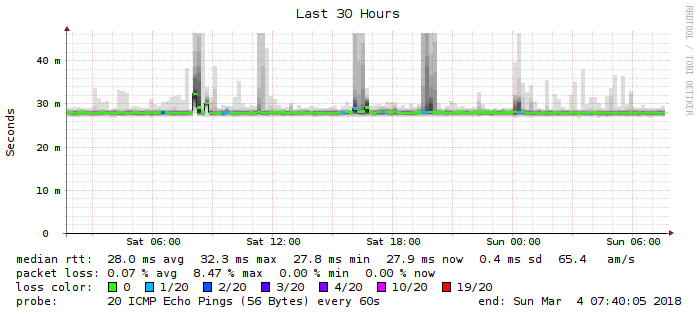 Last 30 Hours
RRDTOOL / TOBI OETIKER
Seconds
40 m
30 m
20 m
10 m
0
Sat 06:00 Sat 12:00 Sat 18:00 Sun 00:00 Sun 06:00
median rtt: 28.0 ms avg 32.3 ms max 27.8 ms min 27.9 ms now 0.4 ms sd 65.4 am/s
packet loss: 0.07 % avg 8.47 % max 0.00 % min 0.00 % now
loss color: 0 1/20 2/20 3/20 4/20 10/20 19/20
probe: 20 ICMP Echo Pings (56 Bytes) every 60s end: Sun Mar 4 07:40:05 2018